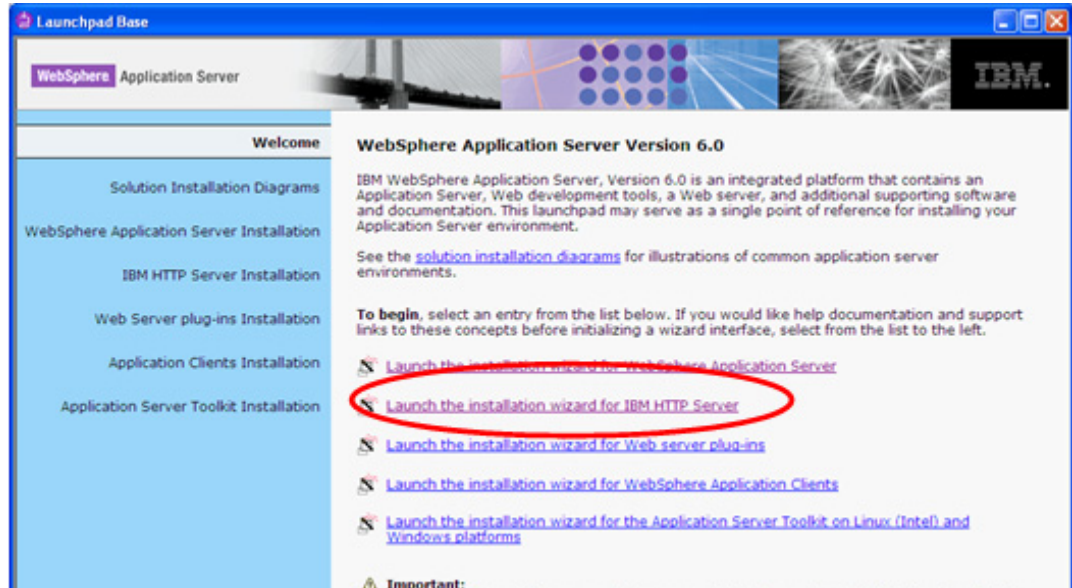 Launchpad Base
WebSphere Application Server
IBM.
Welcome
Solution Installation Diagrams
WebSphere Application Server Installation
IBM HTTP Server Installation
Web Server plug-ins Installation
Application Clients Installation
Application Server Toolkit Installation
WebSphere Application Server Version 6.0
IBM WebSphere Application Server, Version 6.0 is an integrated platform that contains an
Application Server, Web development tools, a Web server, and additional supporting software
and documentation. This launchpad may serve as a single point of reference for installing your
Application Server environment.
See the solution installation diagrams for illustrations of common application server
environments.
To begin, select an entry from the list below. If you would like help documentation and support
links to these concepts before initializing a wizard interface, select from the list to the left.
Launch the installation wizard for WebSphere Application Server
Launch the installation wizard for IBM HTTP Server
Launch the installation wizard for Web server plug-ins
Launch the installation wizard for WebSphere Application Clients
Launch the installation wizard for the Application Server Toolkit on Linux (Intel) and
Windows platforms
Important: